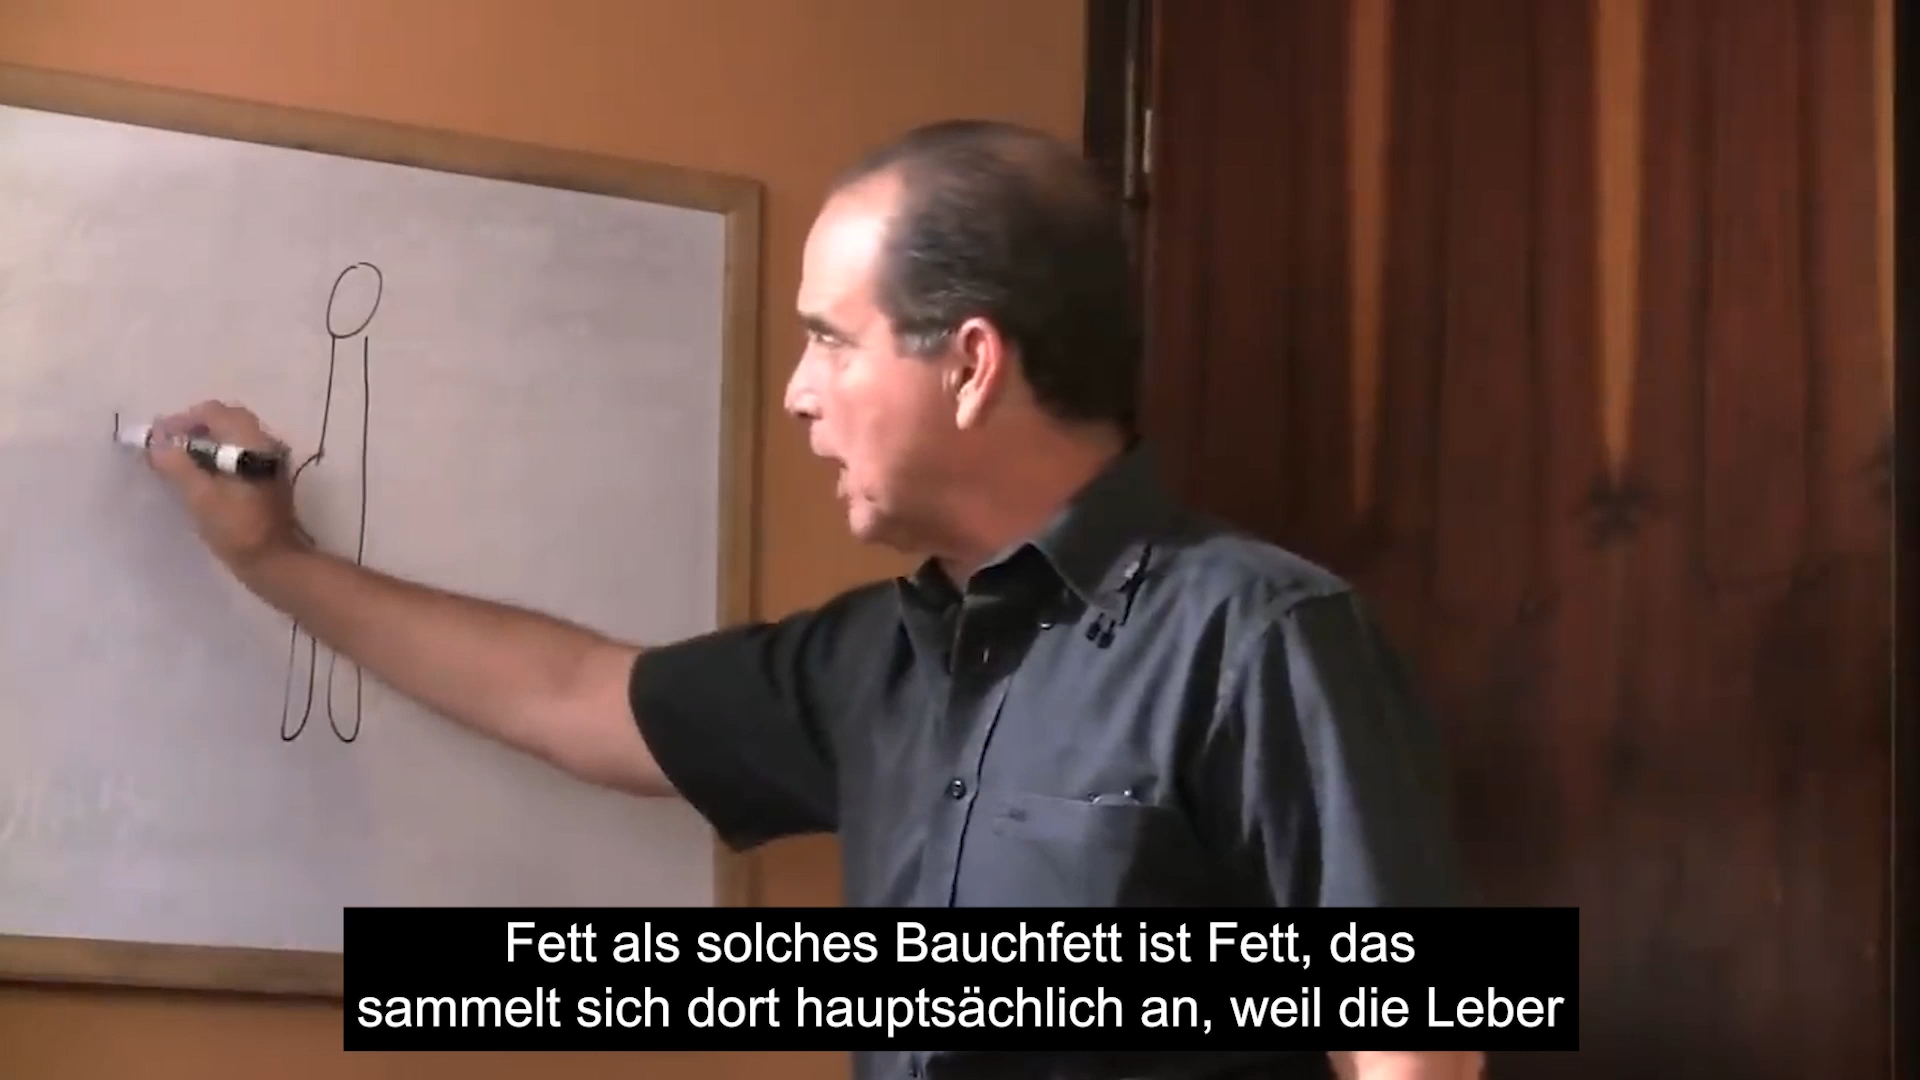 Fett als solches Bauchfett ist Fett, das
sammelt sich dort hauptsächlich an, weil die Leber